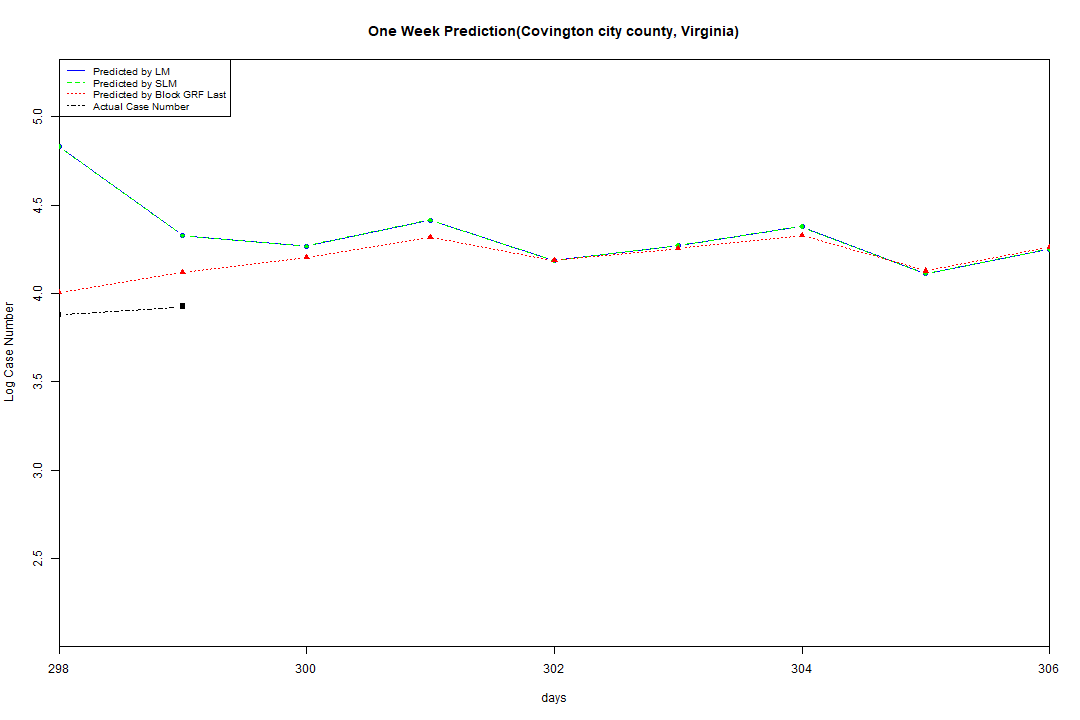 One Week Prediction(Covington city county, Virginia)
Predicted by LM
Predicted by SLM
Predicted by Block GRF Last
Actual Case Number
5.0
4.5
4.0
3.5
3.0
2.5
Log Case Number
298
300
302
304
306
days